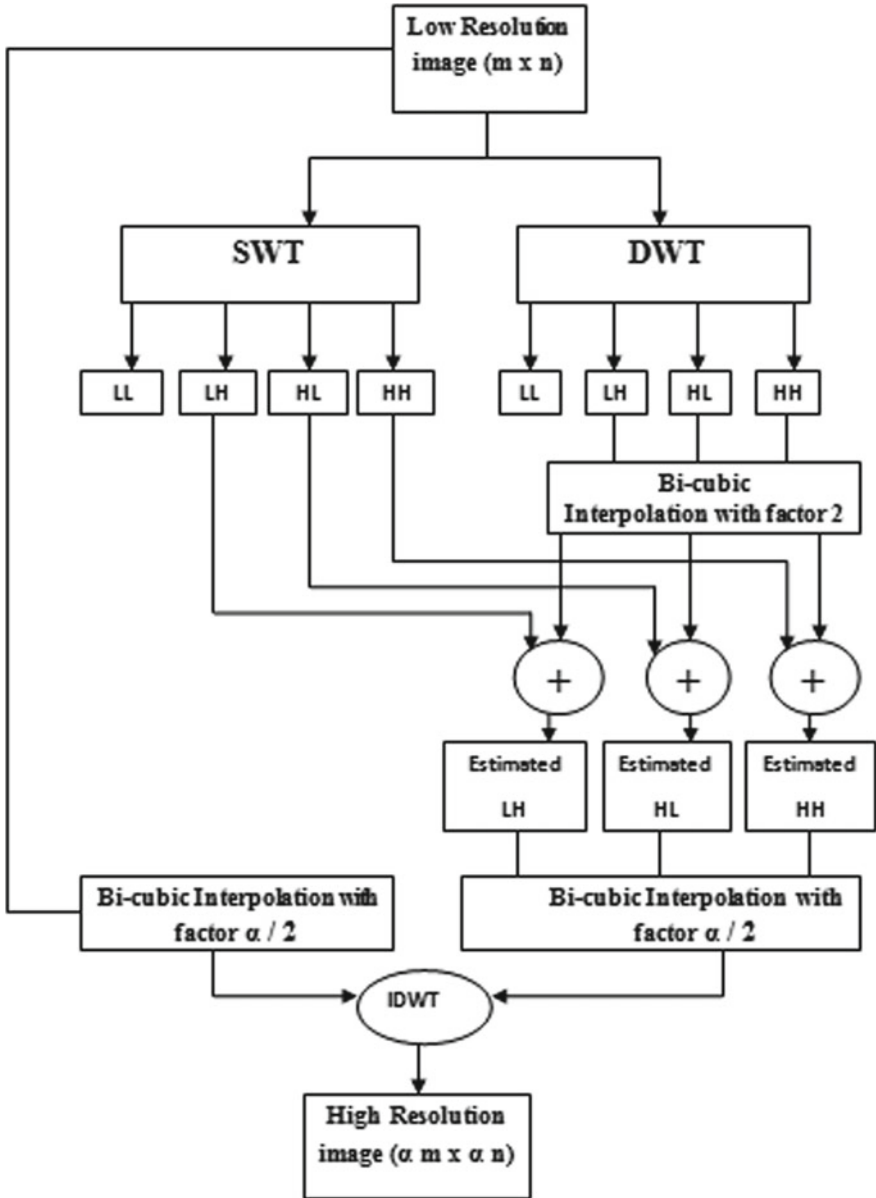 Low Resolution
image (m x n)
SWT
DWT
LL
LH
HL
HH
LL
LH
HL
HH
Bi-cubic
Interpolation with factor 2
+
+
+
Estimated
LH
Estimated
HL
Estimated
HH
Bi-cubic Interpolation with
factor α / 2
Bi-cubic Interpolation with
factor α / 2
IDWT
High Resolution
image (α m x α n)